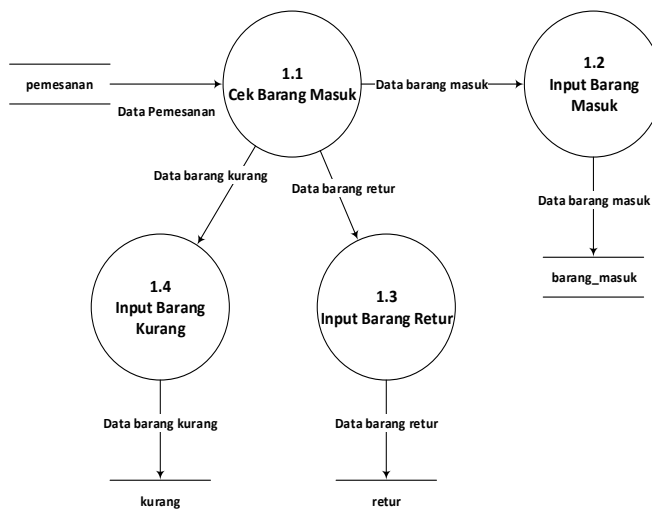 1.1
Cek Barang Masuk
1.2
Input Barang
Masuk
pemesanan
Data barang masuk
Data Pemesanan
Data barang kurang
Data barang retur
Data barang masuk
1.4
Input Barang
Kurang
1.3
Input Barang Retur
barang_masuk
Data barang kurang
Data barang retur
kurang
retur